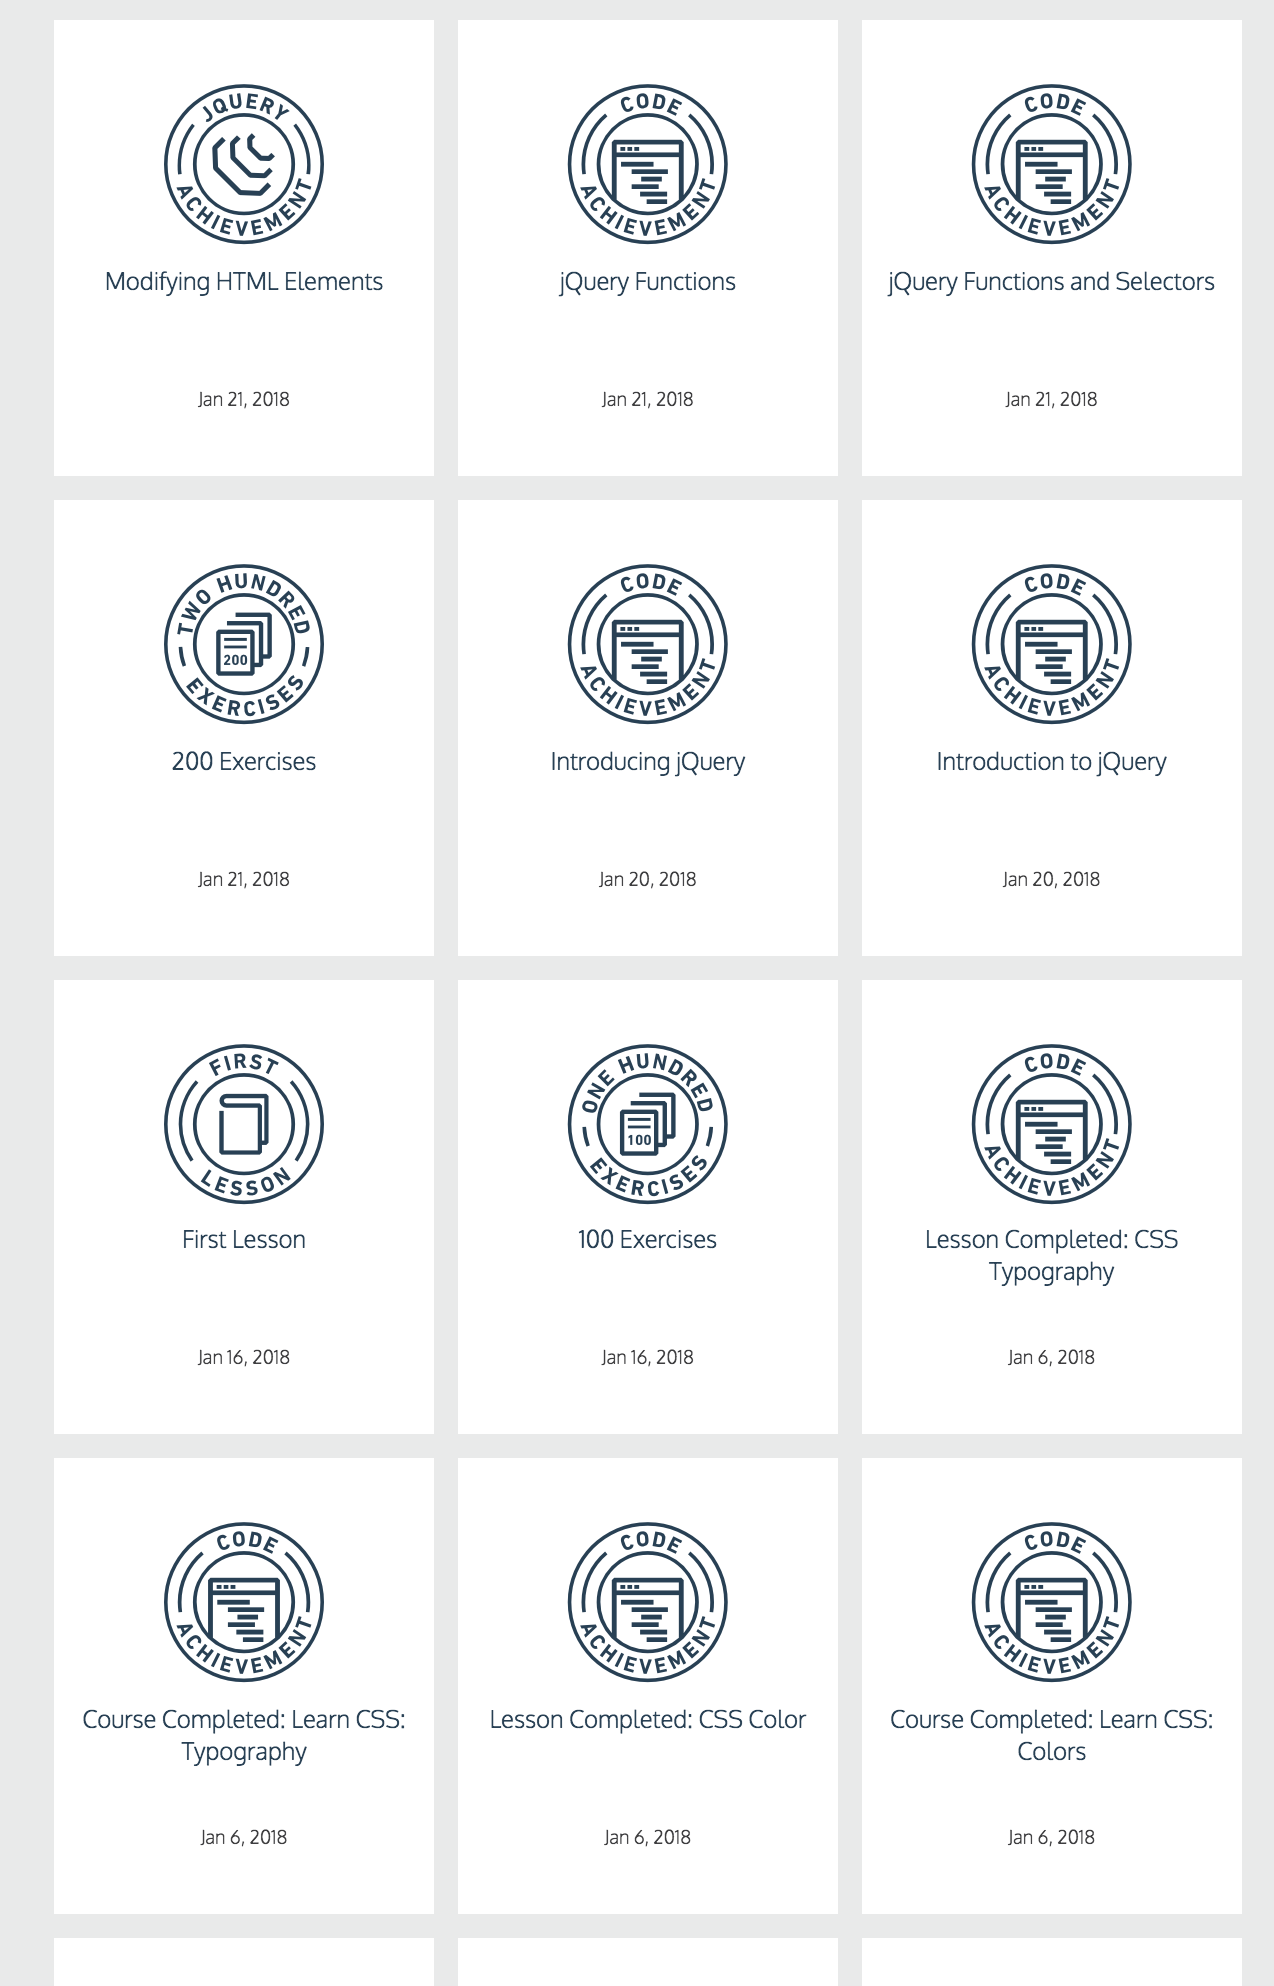 JQUERY
ACHIEVEMENT
Modifying HTML Elements
Jan 21, 2018
CODE
ACHIEVEMENT
jQuery Functions
Jan 21, 2018
CODE
ACHIEVEMENT
jQuery Functions and Selectors
Jan 21, 2018
TWO HUNDRED
200
EXERCISES
200 Exercises
Jan 21, 2018
CODE
ACHIEVEMENT
Introducing jQuery
Jan 20, 2018
CODE
ACHIEVEMENT
Introduction to jQuery
Jan 20, 2018
FIRST
LESSON
First Lesson
Jan 16, 2018
ONE HUNDRED
100
EXERCISES
100 Exercises
Jan 16, 2018
CODE
ACHIEVEMENT
Lesson Completed: CSS
Typography
Jan 6, 2018
CODE
ACHIEVEMENT
Course Completed: Learn CSS:
Typography
Jan 6, 2018
CODE
ACHIEVEMENT
Lesson Completed: CSS Color
Jan 6, 2018
CODE
ACHIEVEMENT
Course Completed: Learn CSS:
Colors
Jan 6, 2018